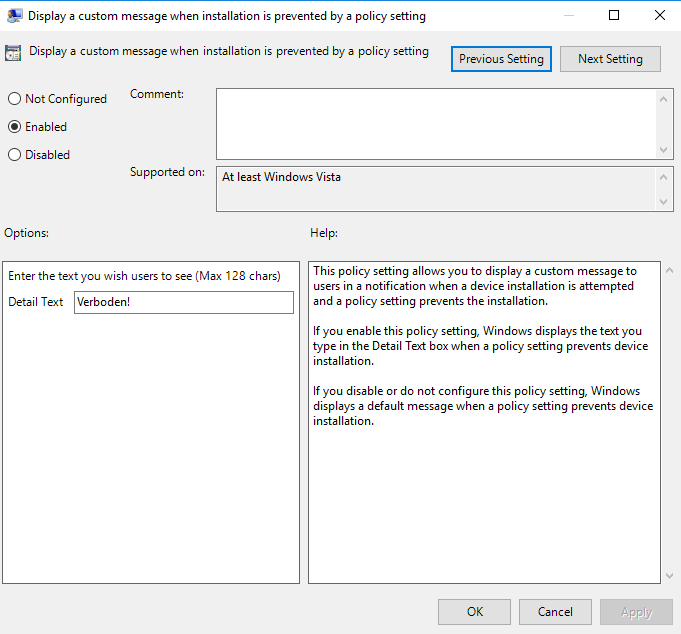 Display a custom message when installation is prevented by a policy setting
Display a custom message when installation is prevented by a policy setting
Previous Setting
Next Setting
Not Configured
Enabled
Disabled
Comment:
Supported on:
At least Windows Vista
Options:
Help:
Enter the text you wish users to see (Max 128 chars)
Detail Text
Verboden!
This policy setting allows you to display a custom message to
users in a notification when a device installation is attempted
and a policy setting prevents the installation.
If you enable this policy setting, Windows displays the text you
type in the Detail Text box when a policy setting prevents device
installation.
If you disable or do not configure this policy setting, Windows
displays a default message when a policy setting prevents device
installation.
OK
Cancel
Apply